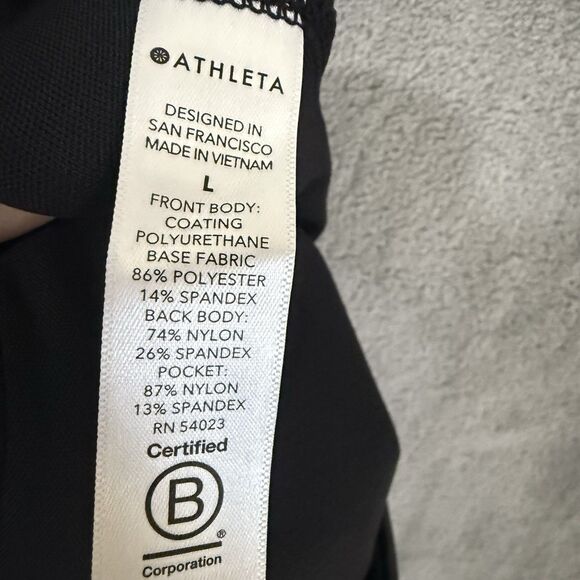 ATHLETA
DESIGNED IN
SAN FRANCISCO
MADE IN VIETNAM
L
FRONT BODY:
COATING
POLYURETHANE
BASE FABRIC
86% POLYESTER
14% SPANDEX
BACK BODY:
74% NYLON
26% SPANDEX
POCKET:
87% NYLON
13% SPANDEX
RN 54023
Certified
B
®
Corporation